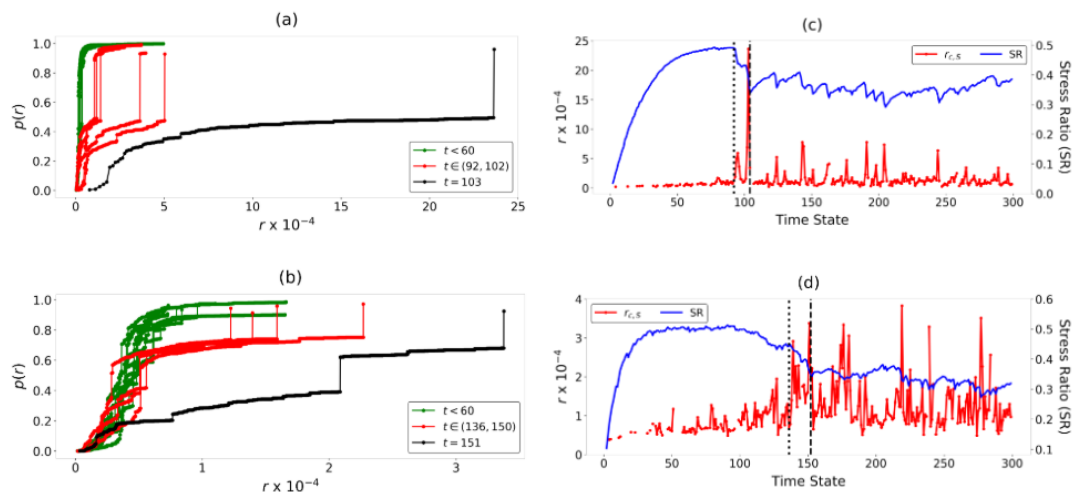 (a)
1.0
0.8
0.6
0.4
0.2
0.0
p(r)
t < 60
t ∈ (92, 102)
t = 103
0 5 10 15 20 25
r x 10⁻⁴
(c)
25
20
15
10
5
0
r x 10⁻⁴
r_{c,s} SR
0.5
0.4
0.3
0.2
0.1
0.0
Stress Ratio (SR)
0 50 100 150 200 250 300
Time State
(b)
1.0
0.8
0.6
0.4
0.2
0.0
p(r)
t < 60
t ∈ (136, 150)
t = 151
0 1 2 3
r x 10⁻⁴
(d)
4
3
2
1
0
r x 10⁻⁴
r_{c,s} SR
0.6
0.5
0.4
0.3
0.2
0.1
Stress Ratio (SR)
0 50 100 150 200 250 300
Time State